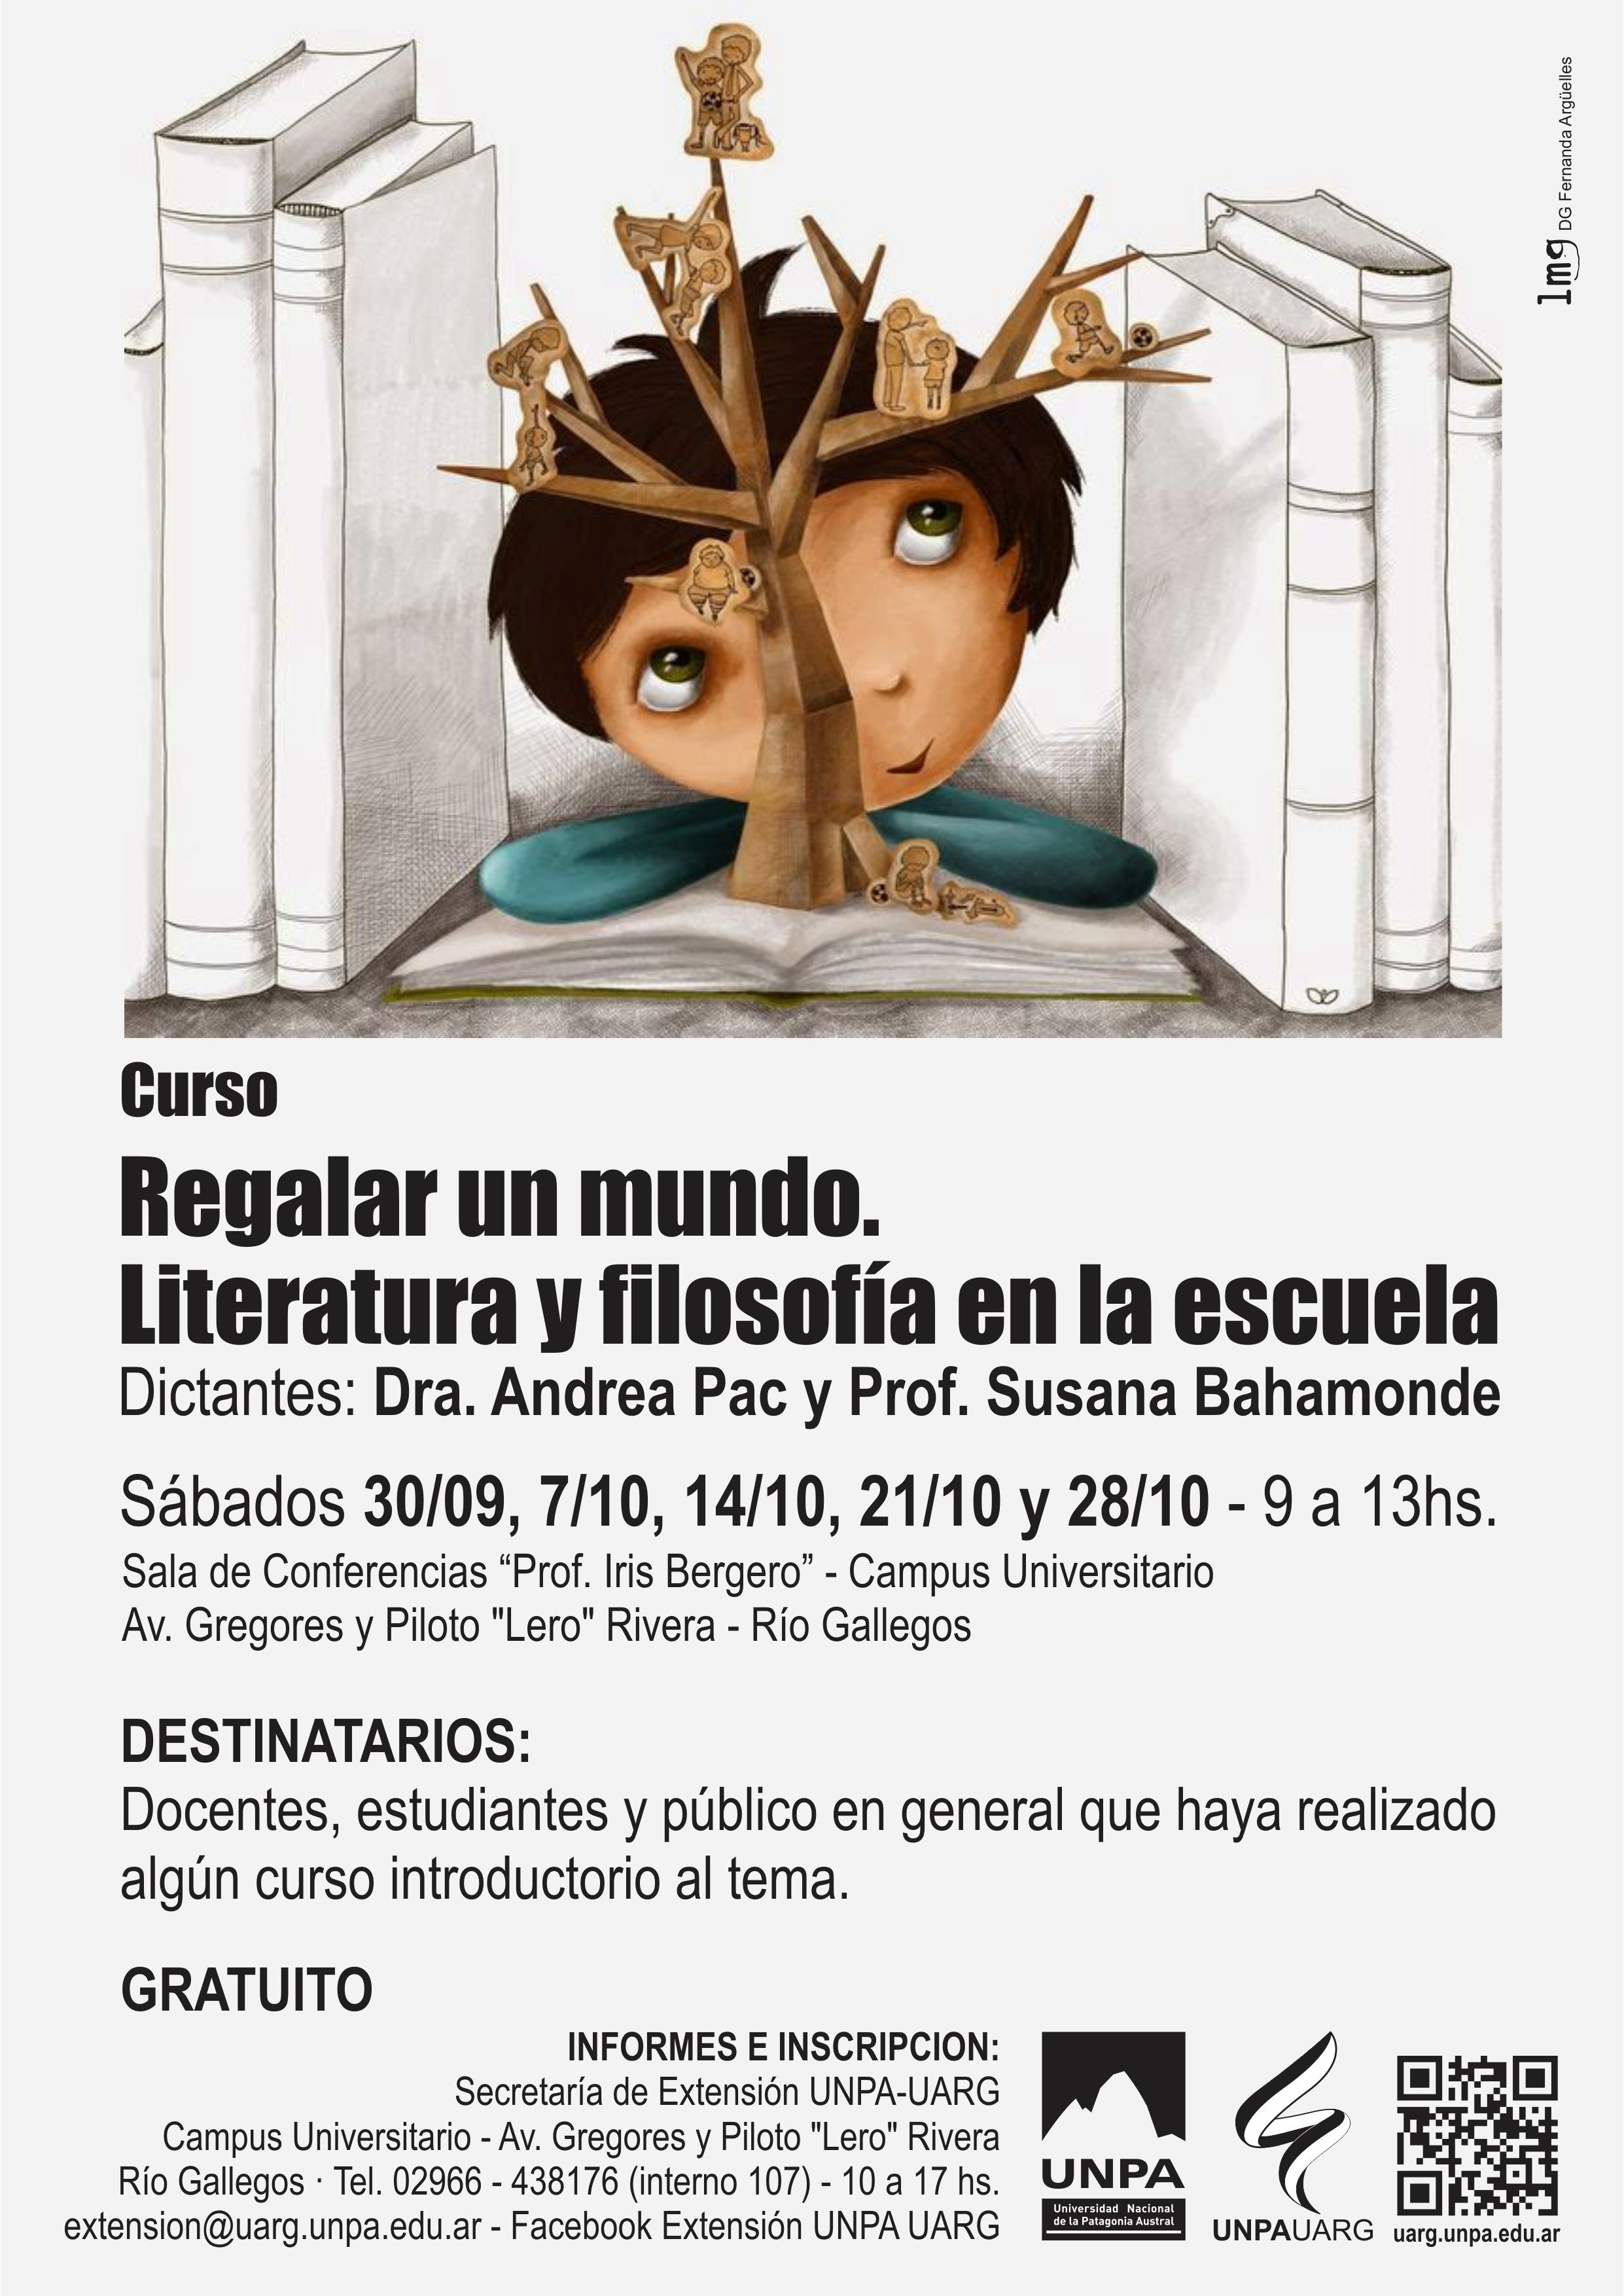 lmg DG Fernanda Argüelles
Curso
Regalar un mundo.
Literatura y filosofía en la escuela
Dictantes: Dra. Andrea Pac y Prof. Susana Bahamonde
Sábados 30/09, 7/10, 14/10, 21/10 y 28/10 - 9 a 13hs.
Sala de Conferencias “Prof. Iris Bergero” - Campus Universitario
Av. Gregores y Piloto "Lero" Rivera - Río Gallegos
DESTINATARIOS:
Docentes, estudiantes y público en general que haya realizado
algún curso introductorio al tema.
GRATUITO
INFORMES E INSCRIPCION:
Secretaría de Extensión UNPA-UARG
Campus Universitario - Av. Gregores y Piloto "Lero" Rivera
Río Gallegos · Tel. 02966 - 438176 (interno 107) - 10 a 17 hs.
extension@uarg.unpa.edu.ar - Facebook Extensión UNPA UARG
UNPA
Universidad Nacional
de la Patagonia Austral
UNPAUARG
uarg.unpa.edu.ar